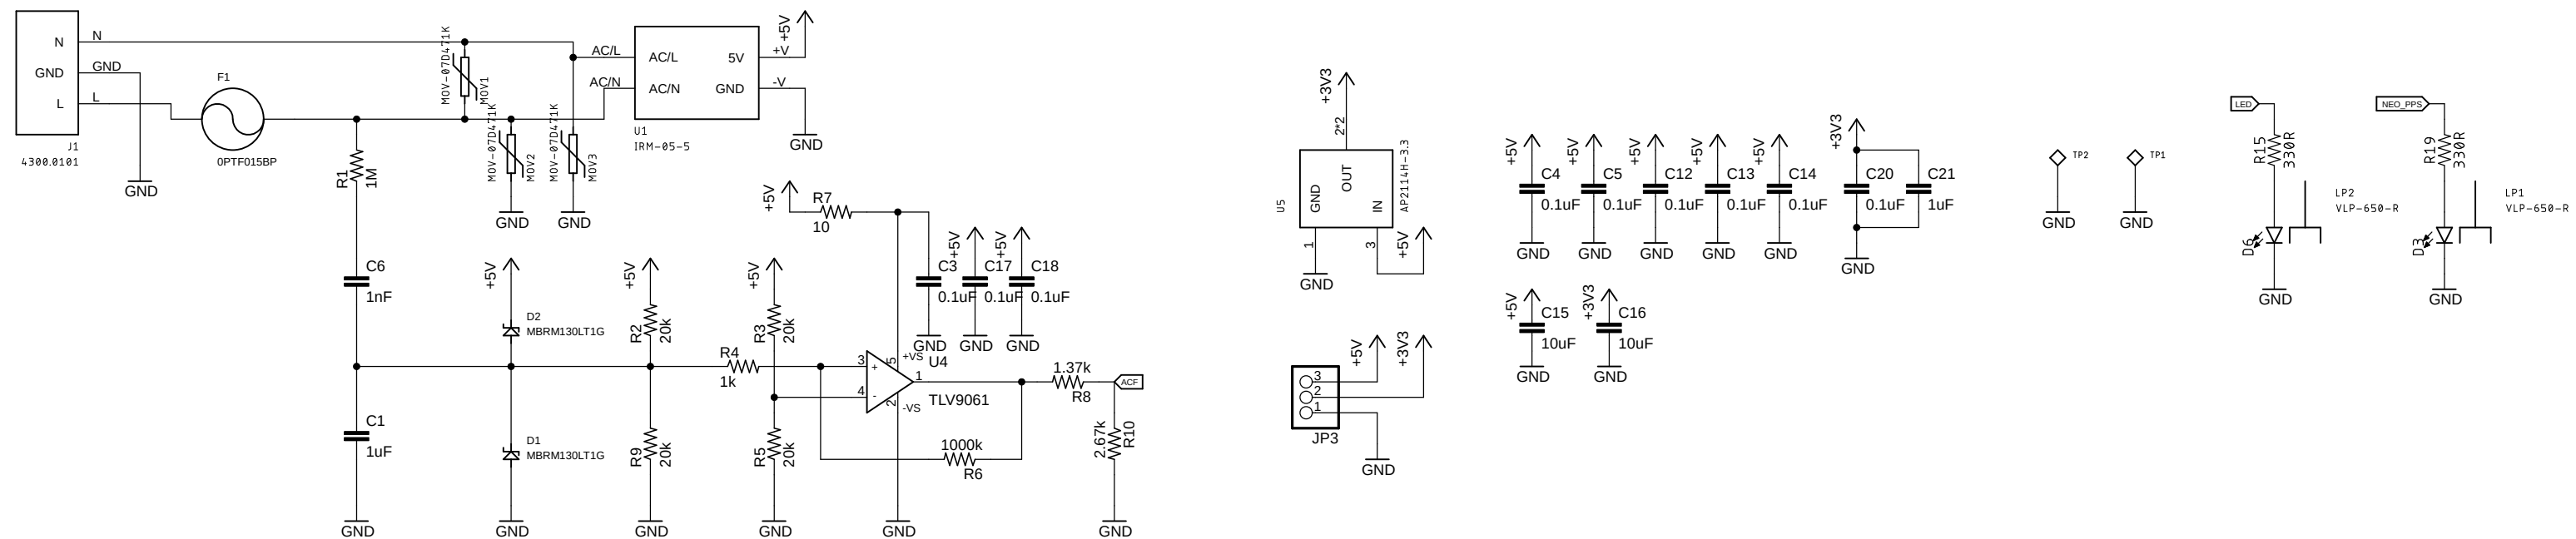 N
GND
L
N
GND
L
J1
4300.0101
GND
F1
0PTF015BP
MOV-07D471K
MOV1
MOV-07D471K
MOV2
GND
MOV-07D471K
MOV3
GND
AC/L
AC/N
AC/L
AC/N
5V
GND
+V
-V
+5V
GND
U1
IRM-05-5
R1
1M
C6
1nF
C1
1uF
GND
+5V
D2
MBRM130LT1G
D1
MBRM130LT1G
GND
+5V
R2
20k
R9
20k
GND
R4
1k
+5V
R3
20k
R5
20k
GND
+5V
R7
10
C3
0.1uF
GND
+5V
C17
0.1uF
GND
+5V
C18
0.1uF
GND
3
+
4
-
5
+VS
2
-VS
1
U4
TLV9061
GND
1000k
R6
1.37k
R8
ACF
2.67k
R10
GND
+3V3
2*2
OUT
GND
IN
U5
AP2114H-3.3
1
3
GND
+5V
+5V
+3V3
3
2
1
JP3
GND
+5V
C4
0.1uF
GND
+5V
C5
0.1uF
GND
+5V
C12
0.1uF
GND
+5V
C13
0.1uF
GND
+5V
C14
0.1uF
GND
+3V3
C20
0.1uF
C21
1uF
GND
+5V
C15
10uF
GND
+3V3
C16
10uF
GND
TP2
GND
TP1
GND
LED
R15
330R
D6
GND
LP2
VLP-650-R
NEO_PPS
R19
330R
D3
GND
LP1
VLP-650-R